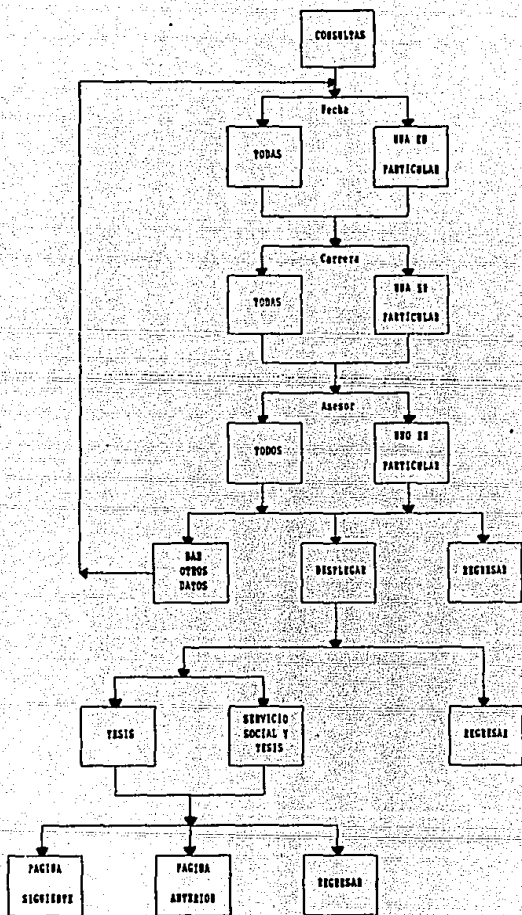 CONSULTAS
Fecha
TODAS
UNA EN
PARTICULAR
Carrera
TODAS
UNA EN
PARTICULAR
Asesor
TODOS
UNO EN
PARTICULAR
DAR
OTROS
DATOS
DESPLEGAR
REGRESAR
TESIS
SERVICIO
SOCIAL Y
TESIS
REGRESAR
PAGINA
SIGUIENTE
PAGINA
ANTERIOR
REGRESAR